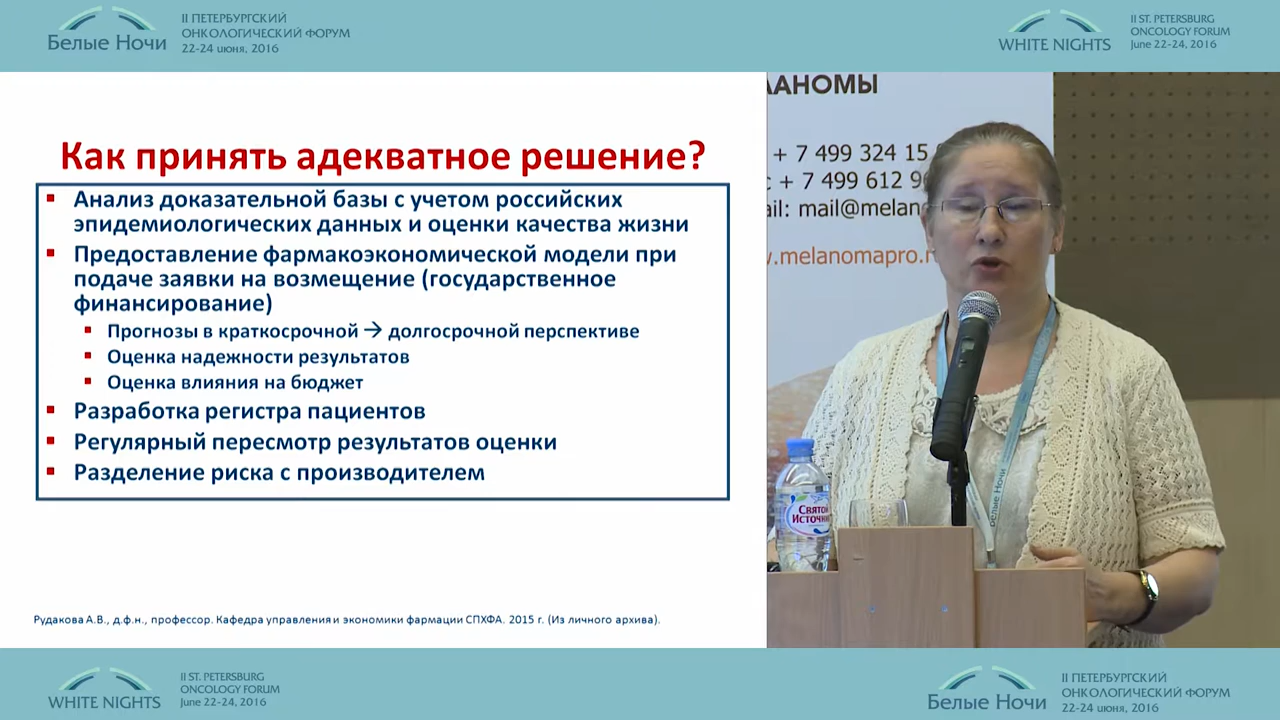 Белые Ночи
II ПЕТЕРБУРГСКИЙ
ОНКОЛОГИЧЕСКИЙ ФОРУМ
22-24 июня, 2016
WHITE NIGHTS
II ST. PETERSBURG
ONCOLOGY FORUM
June 22-24, 2016
Как принять адекватное решение?
Анализ доказательной базы с учетом российских
эпидемиологических данных и оценки качества жизни
Предоставление фармакоэкономической модели при
подаче заявки на возмещение (государственное
финансирование)
Прогнозы в краткосрочной → долгосрочной перспективе
Оценка надежности результатов
Оценка влияния на бюджет
Разработка регистра пациентов
Регулярный пересмотр результатов оценки
Разделение риска с производителем
Рудакова А.В., д.ф.н., профессор. Кафедра управления и экономики фармации СПХФА. 2015 г. (Из личного архива).
ЛАНОМЫ
+ 7 499 324 15
+ 7 499 612 9
ail: mail@melano
.melanomapro.r
Святой
Источник
Белые Ночи
WHITE NIGHTS
II ST. PETERSBURG
ONCOLOGY FORUM
June 22-24, 2016
Белые Ночи
II ПЕТЕРБУРГСКИЙ
ОНКОЛОГИЧЕСКИЙ ФОРУМ
22-24 июня, 2016